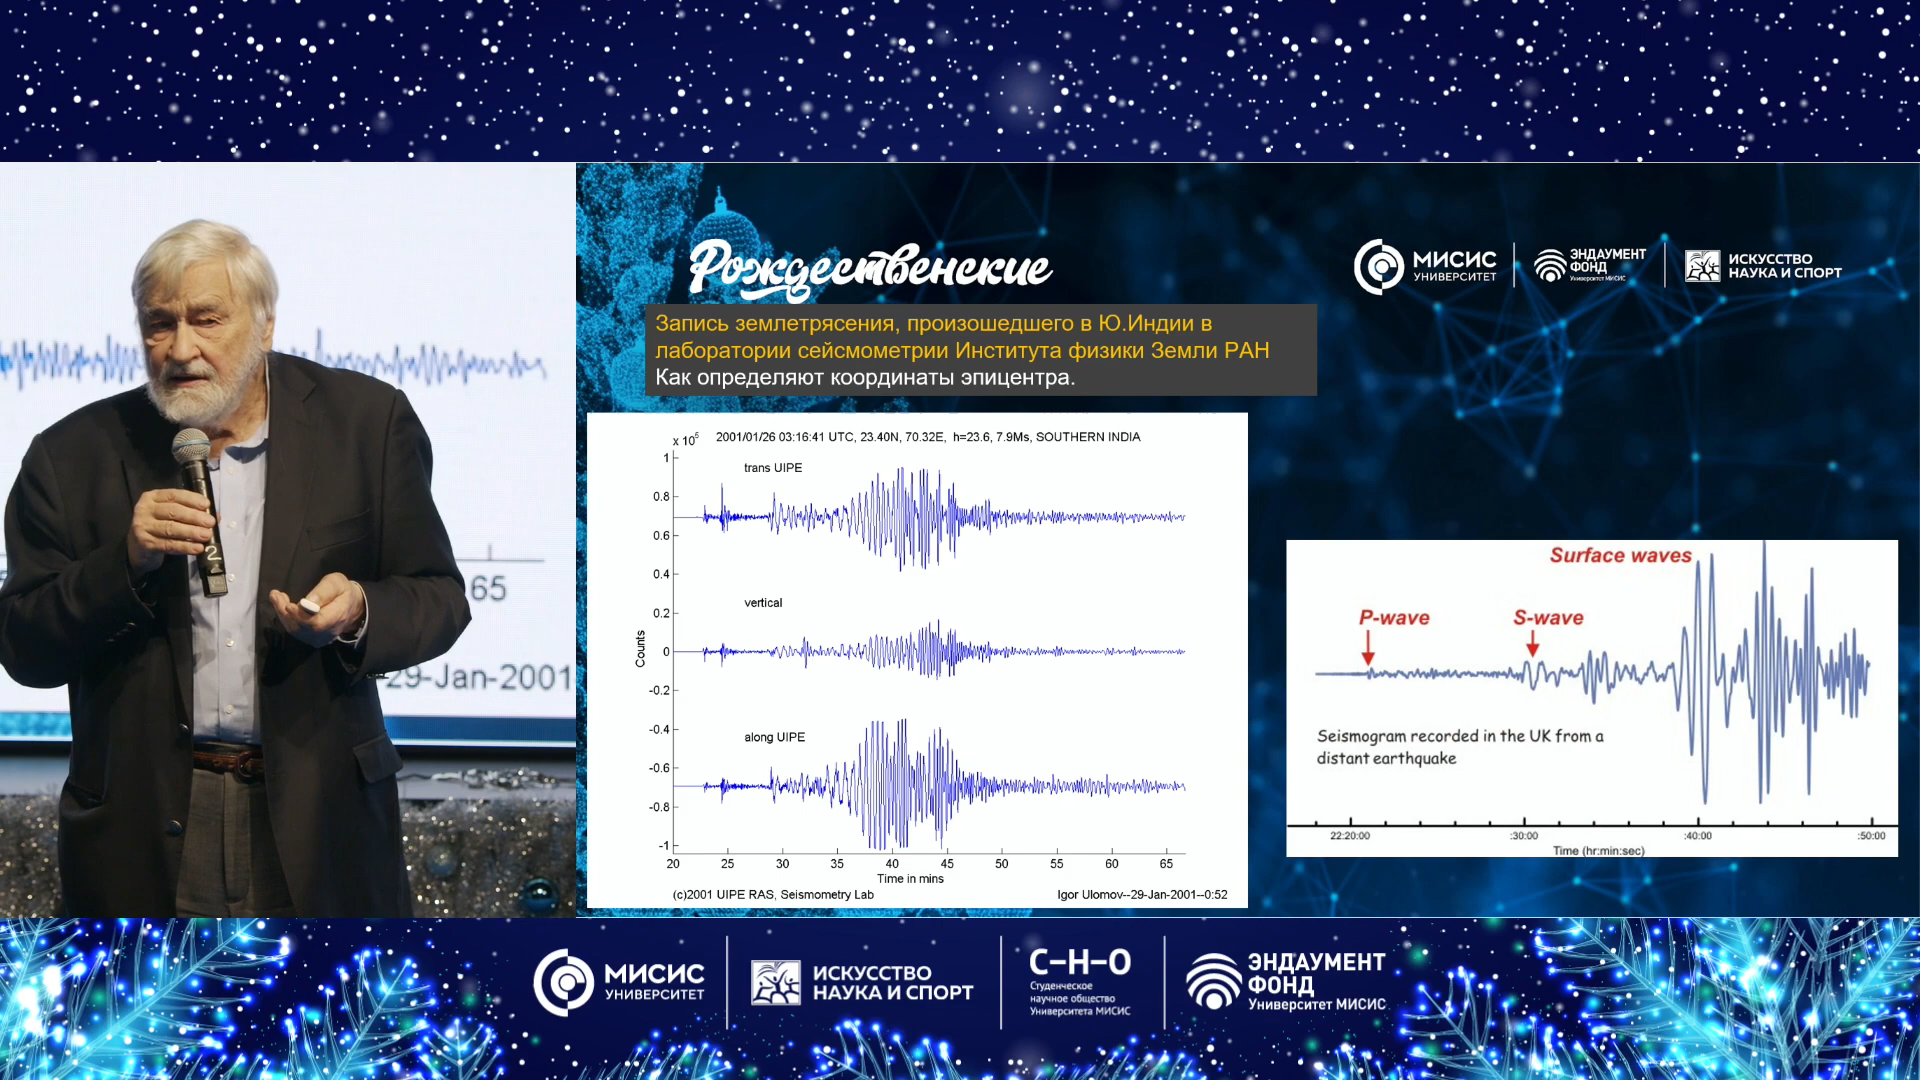 65
29-Jan-2001
2
Рождественские
МИСИС
УНИВЕРСИТЕТ
ЭНДАУМЕНТ
ФОНД
Университет МИСИС
ИСКУССТВО
НАУКА И СПОРТ
Запись землетрясения, произошедшего в Ю.Индии в
лаборатории сейсмометрии Института физики Земли РАН
Как определяют координаты эпицентра.
x 10^5 2001/01/26 03:16:41 UTC, 23.40N, 70.32E, h=23.6, 7.9Ms, SOUTHERN INDIA
1
trans UIPE
0.8
0.6
0.4
0.2
vertical
0
Counts
-0.2
-0.4
along UIPE
-0.6
-0.8
-1
20 25 30 35 40 45 50 55 60 65
Time in mins
(c)2001 UIPE RAS, Seismometry Lab
Igor Ulomov--29-Jan-2001--0:52
Surface waves
P-wave
S-wave
Seismogram recorded in the UK from a
distant earthquake
22:20:00 :30:00 :40:00 :50:00
Time (hr:min:sec)
МИСИС
УНИВЕРСИТЕТ
ИСКУССТВО
НАУКА И СПОРТ
С-Н-О
Студенческое
научное общество
Университета МИСИС
ЭНДАУМЕНТ
ФОНД
Университет МИСИС